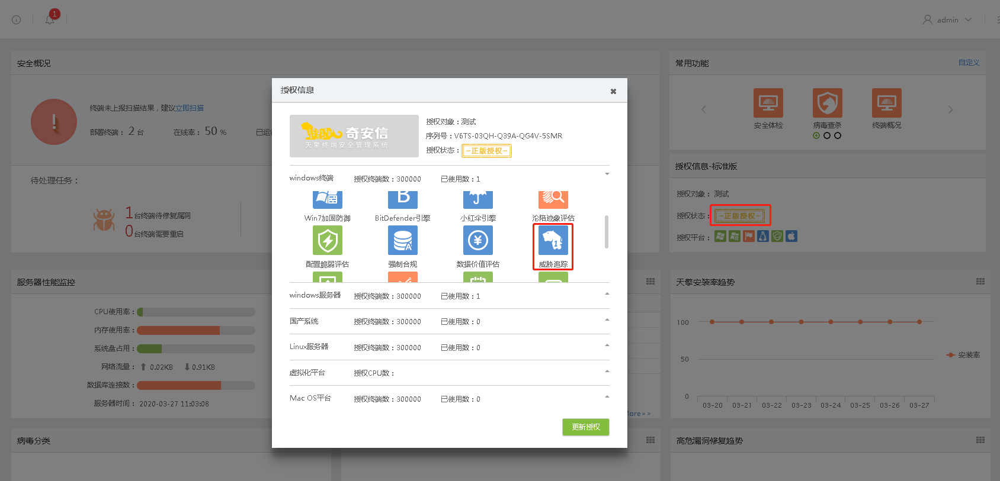 1
admin
安全概况
终端未上报扫描结果，建议立即扫描
部署终端： 2 台
在线率： 50 %
已运
待处理任务：
1台终端待修复漏洞
0台终端需要重启
服务器性能监控
CPU使用率：
内存使用率：
系统盘占用：
网络流量： 0.02KB 0.91KB
数据库连接数：
服务器时间： 2020-03-27 11:03:08
病毒分类
授权信息
奇安信
天擎终端安全管理系统
授权对象：测试
序列号：V6TS-03QH-Q39A-QG4V-5SMR
授权状态：
正版授权
windows终端 授权终端数：300000 已使用数：1
Win7加固防御 BitDefender引擎 小红伞引擎 沦陷迹象评估
配置脆弱评估 强制合规 数据价值评估 威胁追踪
windows服务器 授权终端数：300000 已使用数：1
国产系统 授权终端数：300000 已使用数：0
Linux服务器 授权终端数：300000 已使用数：0
虚拟化平台 授权CPU数：
Mac OS平台 授权终端数：300000 已使用数：0
更新授权
ore>>
常用功能 自定义
安全体检 病毒查杀 终端概况
授权信息-标准版
授权对象： 测试
授权状态：
正版授权
授权平台：
天擎安装率趋势
100
50
0
03-20 03-21 03-22 03-23 03-24 03-25 03-26 03-27
安装率
高危漏洞修复趋势